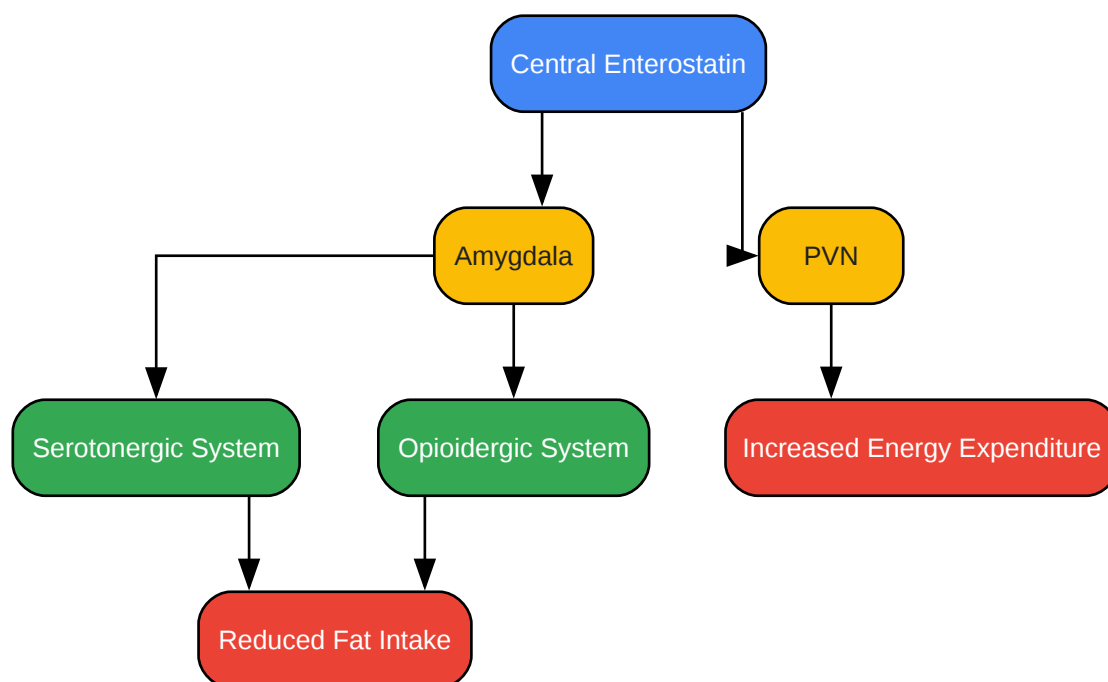 Central Enterostatin
Amygdala
PVN
Serotonergic System
Opioidergic System
Increased Energy Expenditure
Reduced Fat Intake